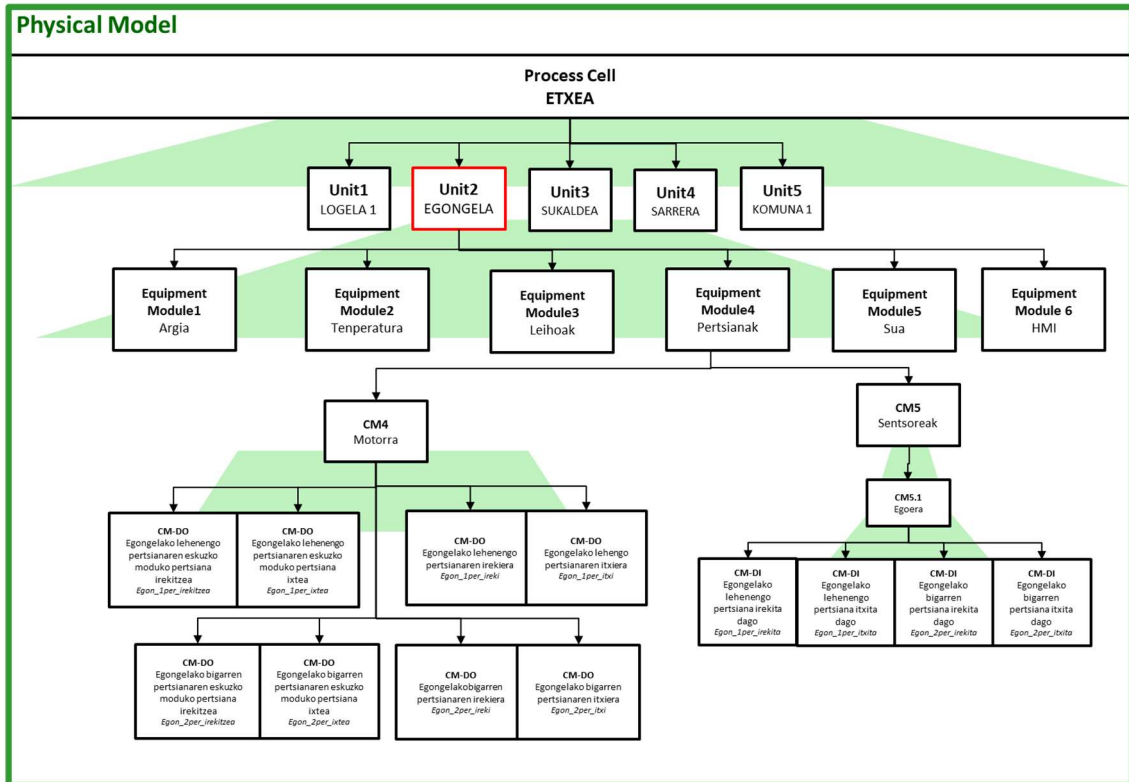 Physical Model
Process Cell
ETXEA
Unit1
LOGELA 1
Unit2
EGONGELA
Unit3
SUKALDEA
Unit4
SARRERA
Unit5
KOMUNA 1
Equipment
Module1
Argia
Equipment
Module2
Tenperatura
Equipment
Module3
Leihoak
Equipment
Module4
Pertsianak
Equipment
Module5
Sua
Equipment
Module 6
HMI
CM4
Motorra
CM5
Sentsoreak
CM5.1
Egoera
CM-DO
Egongelako lehenengo
pertsianaren eskuzko
moduko pertsiana
irekitzea
Egon_1per_irekitzea
CM-DO
Egongelako lehenengo
pertsianaren eskuzko
moduko pertsiana
ixtea
Egon_1per_ixtea
CM-DO
Egongelako lehenengo
pertsianaren irekiera
Egon_1per_ireki
CM-DO
Egongelako lehengo
pertsianaren itxiera
Egon_1per_itxi
CM-DI
Egongelako
lehenengo
pertsiana irekita
dago
Egon_1per_irekita
CM-DI
Egongelako
lehenengo
pertsiana itxita
dago
Egon_1per_itxita
CM-DI
Egongelako
bigarren
pertsiana irekita
dago
Egon_2per_irekita
CM-DI
Egongelako
bigarren
pertsiana itxita
dago
Egon_2per_itxita
CM-DO
Egongelako bigarren
pertsianaren eskuzko
moduko pertsiana
irekitzea
Egon_2per_irekitzea
CM-DO
Egongelako bigarren
pertsianaren eskuzko
moduko pertsiana
ixtea
Egon_2per_ixtea
CM-DO
Egongelakobigarren
pertsianaren irekiera
Egon_2per_ireki
CM-DO
Egongelako bigarren
pertsianaren itxiera
Egon_2per_itxi